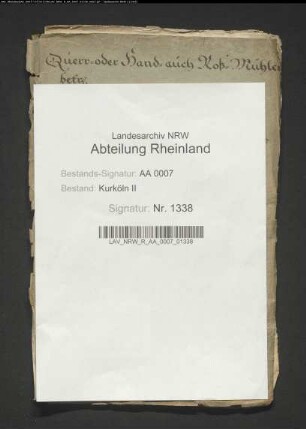 Querr- oder Hand auch Roß-Mühlen
betr.
Landesarchiv NRW
Abteilung Rheinland
Bestands-Signatur: AA 0007
Bestand: Kurköln II
Signatur: Nr. 1338
LAV_NRW_R_AA_0007_01338